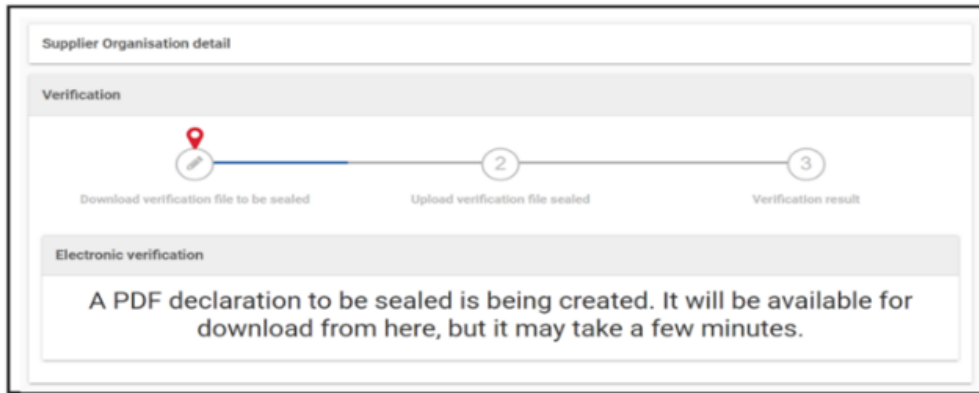 Supplier Organisation detail
Verification
2
3
Download verification file to be sealed
Upload verification file sealed
Verification result
Electronic verification
A PDF declaration to be sealed is being created. It will be available for
download from here, but it may take a few minutes.